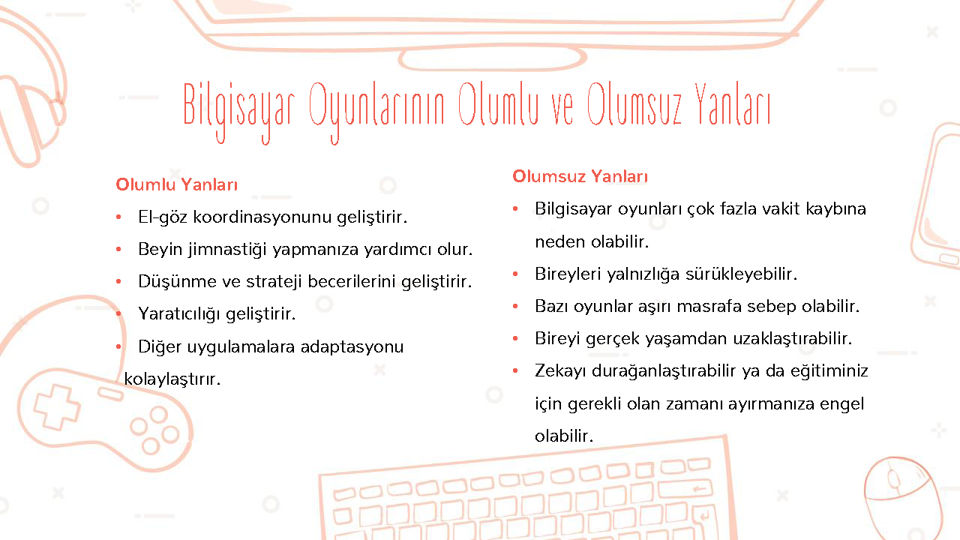 Bilgisayar Oyunlarının Olumlu ve Olumsuz Yanları
Olumlu Yanları
• El-göz koordinasyonunu geliştirir.
• Beyin jimnastiği yapmanıza yardımcı olur.
• Düşünme ve strateji becerilerini geliştirir.
• Yaratıcılığı geliştirir.
• Diğer uygulamalara adaptasyonu
kolaylaştırır.
Olumsuz Yanları
• Bilgisayar oyunları çok fazla vakit kaybına
neden olabilir.
• Bireyleri yalnızlığa sürükleyebilir.
• Bazı oyunlar aşırı masrafa sebep olabilir.
• Bireyi gerçek yaşamdan uzaklaştırabilir.
• Zekayı durağanlaştırabilir ya da eğitiminiz
için gerekli olan zamanı ayırmanıza engel
olabilir.